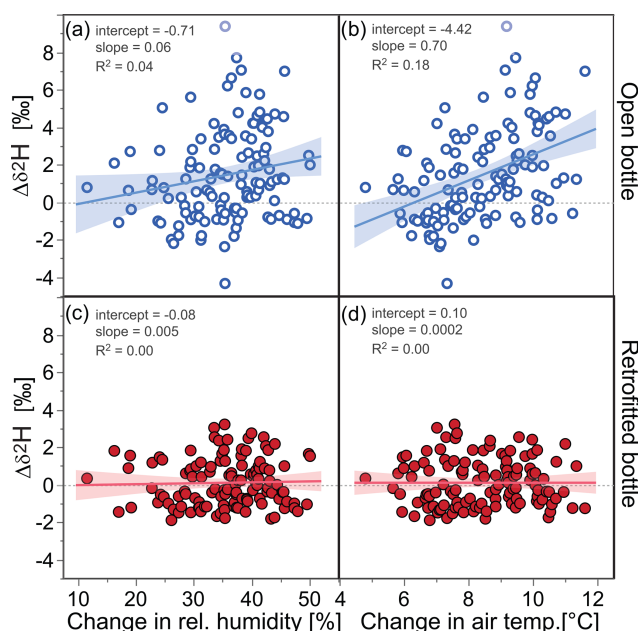 (a) intercept = -0.71
slope = 0.06
R² = 0.04
(b) intercept = -4.42
slope = 0.70
R² = 0.18
8
6
4
2
0
-2
-4
Δδ²H [‰]
Open bottle
(c) intercept = -0.08
slope = 0.005
R² = 0.00
(d) intercept = 0.10
slope = 0.0002
R² = 0.00
8
6
4
2
0
-2
-4
Δδ²H [‰]
Retrofitted bottle
10 20 30 40 50 4 6 8 10 12
Change in rel. humidity [%] Change in air temp.[°C]